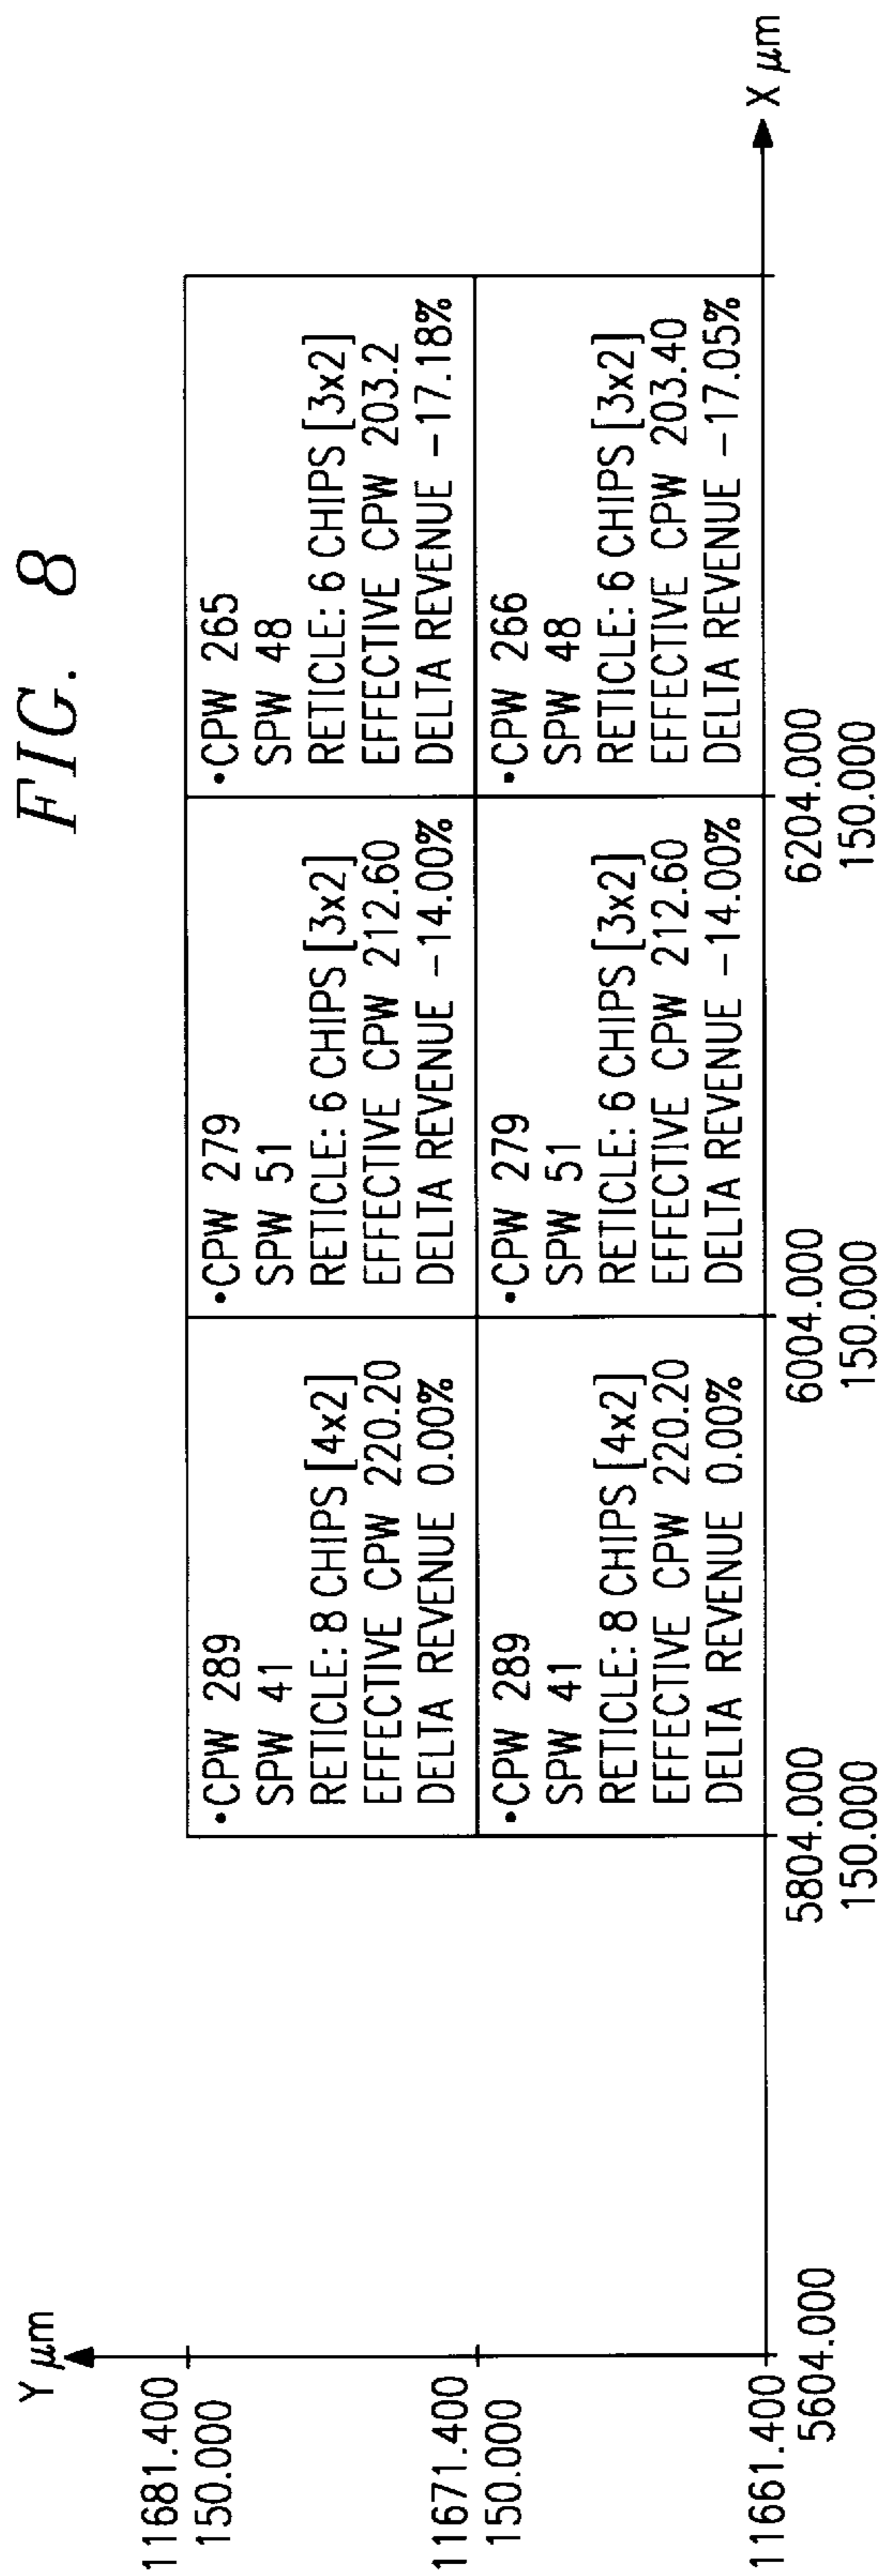 FIG. 8
Y µm
11681.400
150.000
•CPW 289
SPW 41
RETICLE: 8 CHIPS [4x2]
EFFECTIVE CPW 220.20
DELTA REVENUE 0.00%
•CPW 279
SPW 51
RETICLE: 6 CHIPS [3x2]
EFFECTIVE CPW 212.60
DELTA REVENUE -14.00%
•CPW 265
SPW 48
RETICLE: 6 CHIPS [3x2]
EFFECTIVE CPW 203.2
DELTA REVENUE -17.18%
11671.400
150.000
•CPW 289
SPW 41
RETICLE: 8 CHIPS [4x2]
EFFECTIVE CPW 220.20
DELTA REVENUE 0.00%
•CPW 279
SPW 51
RETICLE: 6 CHIPS [3x2]
EFFECTIVE CPW 212.60
DELTA REVENUE -14.00%
•CPW 266
SPW 48
RETICLE: 6 CHIPS [3x2]
EFFECTIVE CPW 203.40
DELTA REVENUE -17.05%
X µm
11661.400
5604.000
5804.000
150.000
6004.000
150.000
6204.000
150.000